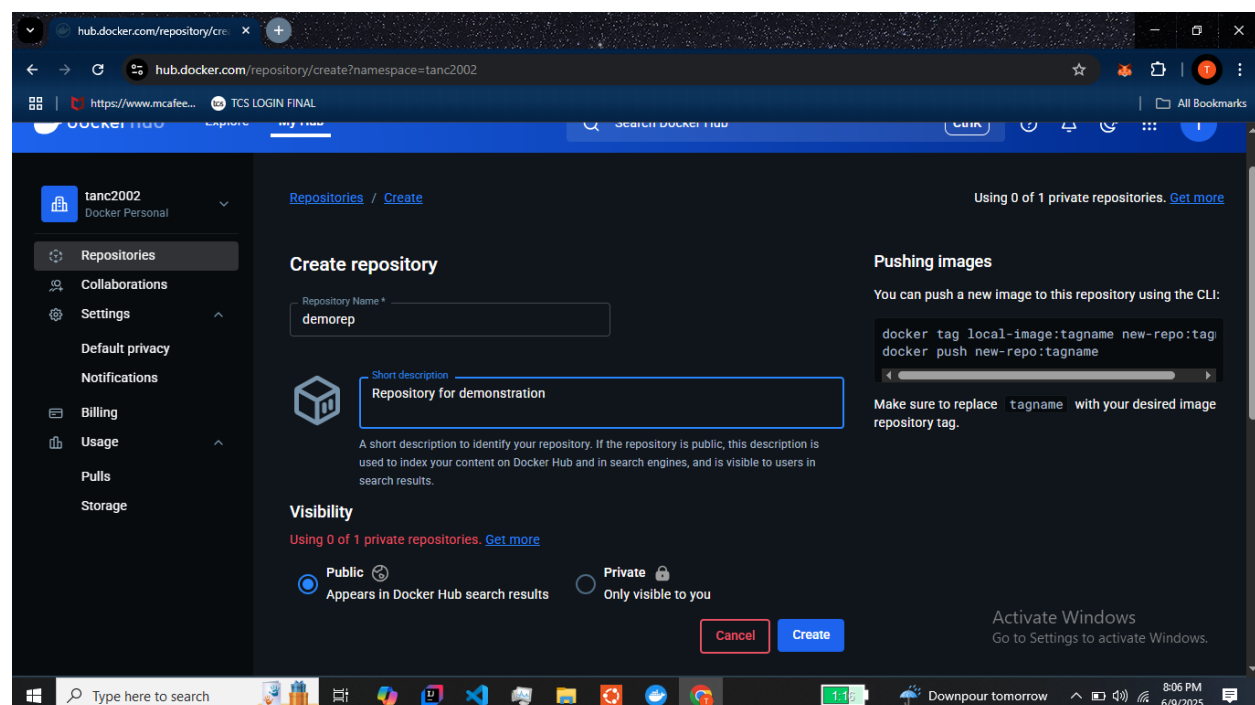 hub.docker.com/repository/cre
hub.docker.com/repository/create?namespace=tanc2002
https://www.mcafee...
TCS LOGIN FINAL
All Bookmarks
dockerhub Explore My Hub
Search Docker Hub
CtrlK
T
tanc2002
Docker Personal
Repositories
Collaborations
Settings
Default privacy
Notifications
Billing
Usage
Pulls
Storage
Repositories / Create
Using 0 of 1 private repositories. Get more
Create repository
Repository Name *
demorep
Short description
Repository for demonstration
A short description to identify your repository. If the repository is public, this description is
used to index your content on Docker Hub and in search engines, and is visible to users in
search results.
Visibility
Using 0 of 1 private repositories. Get more
Public
Appears in Docker Hub search results
Private
Only visible to you
Cancel
Create
Pushing images
You can push a new image to this repository using the CLI:
docker tag local-image:tagname new-repo:tag
docker push new-repo:tagname
Make sure to replace tagname with your desired image
repository tag.
Activate Windows
Go to Settings to activate Windows.
Type here to search
Downpour tomorrow
8:06 PM
6/9/2025